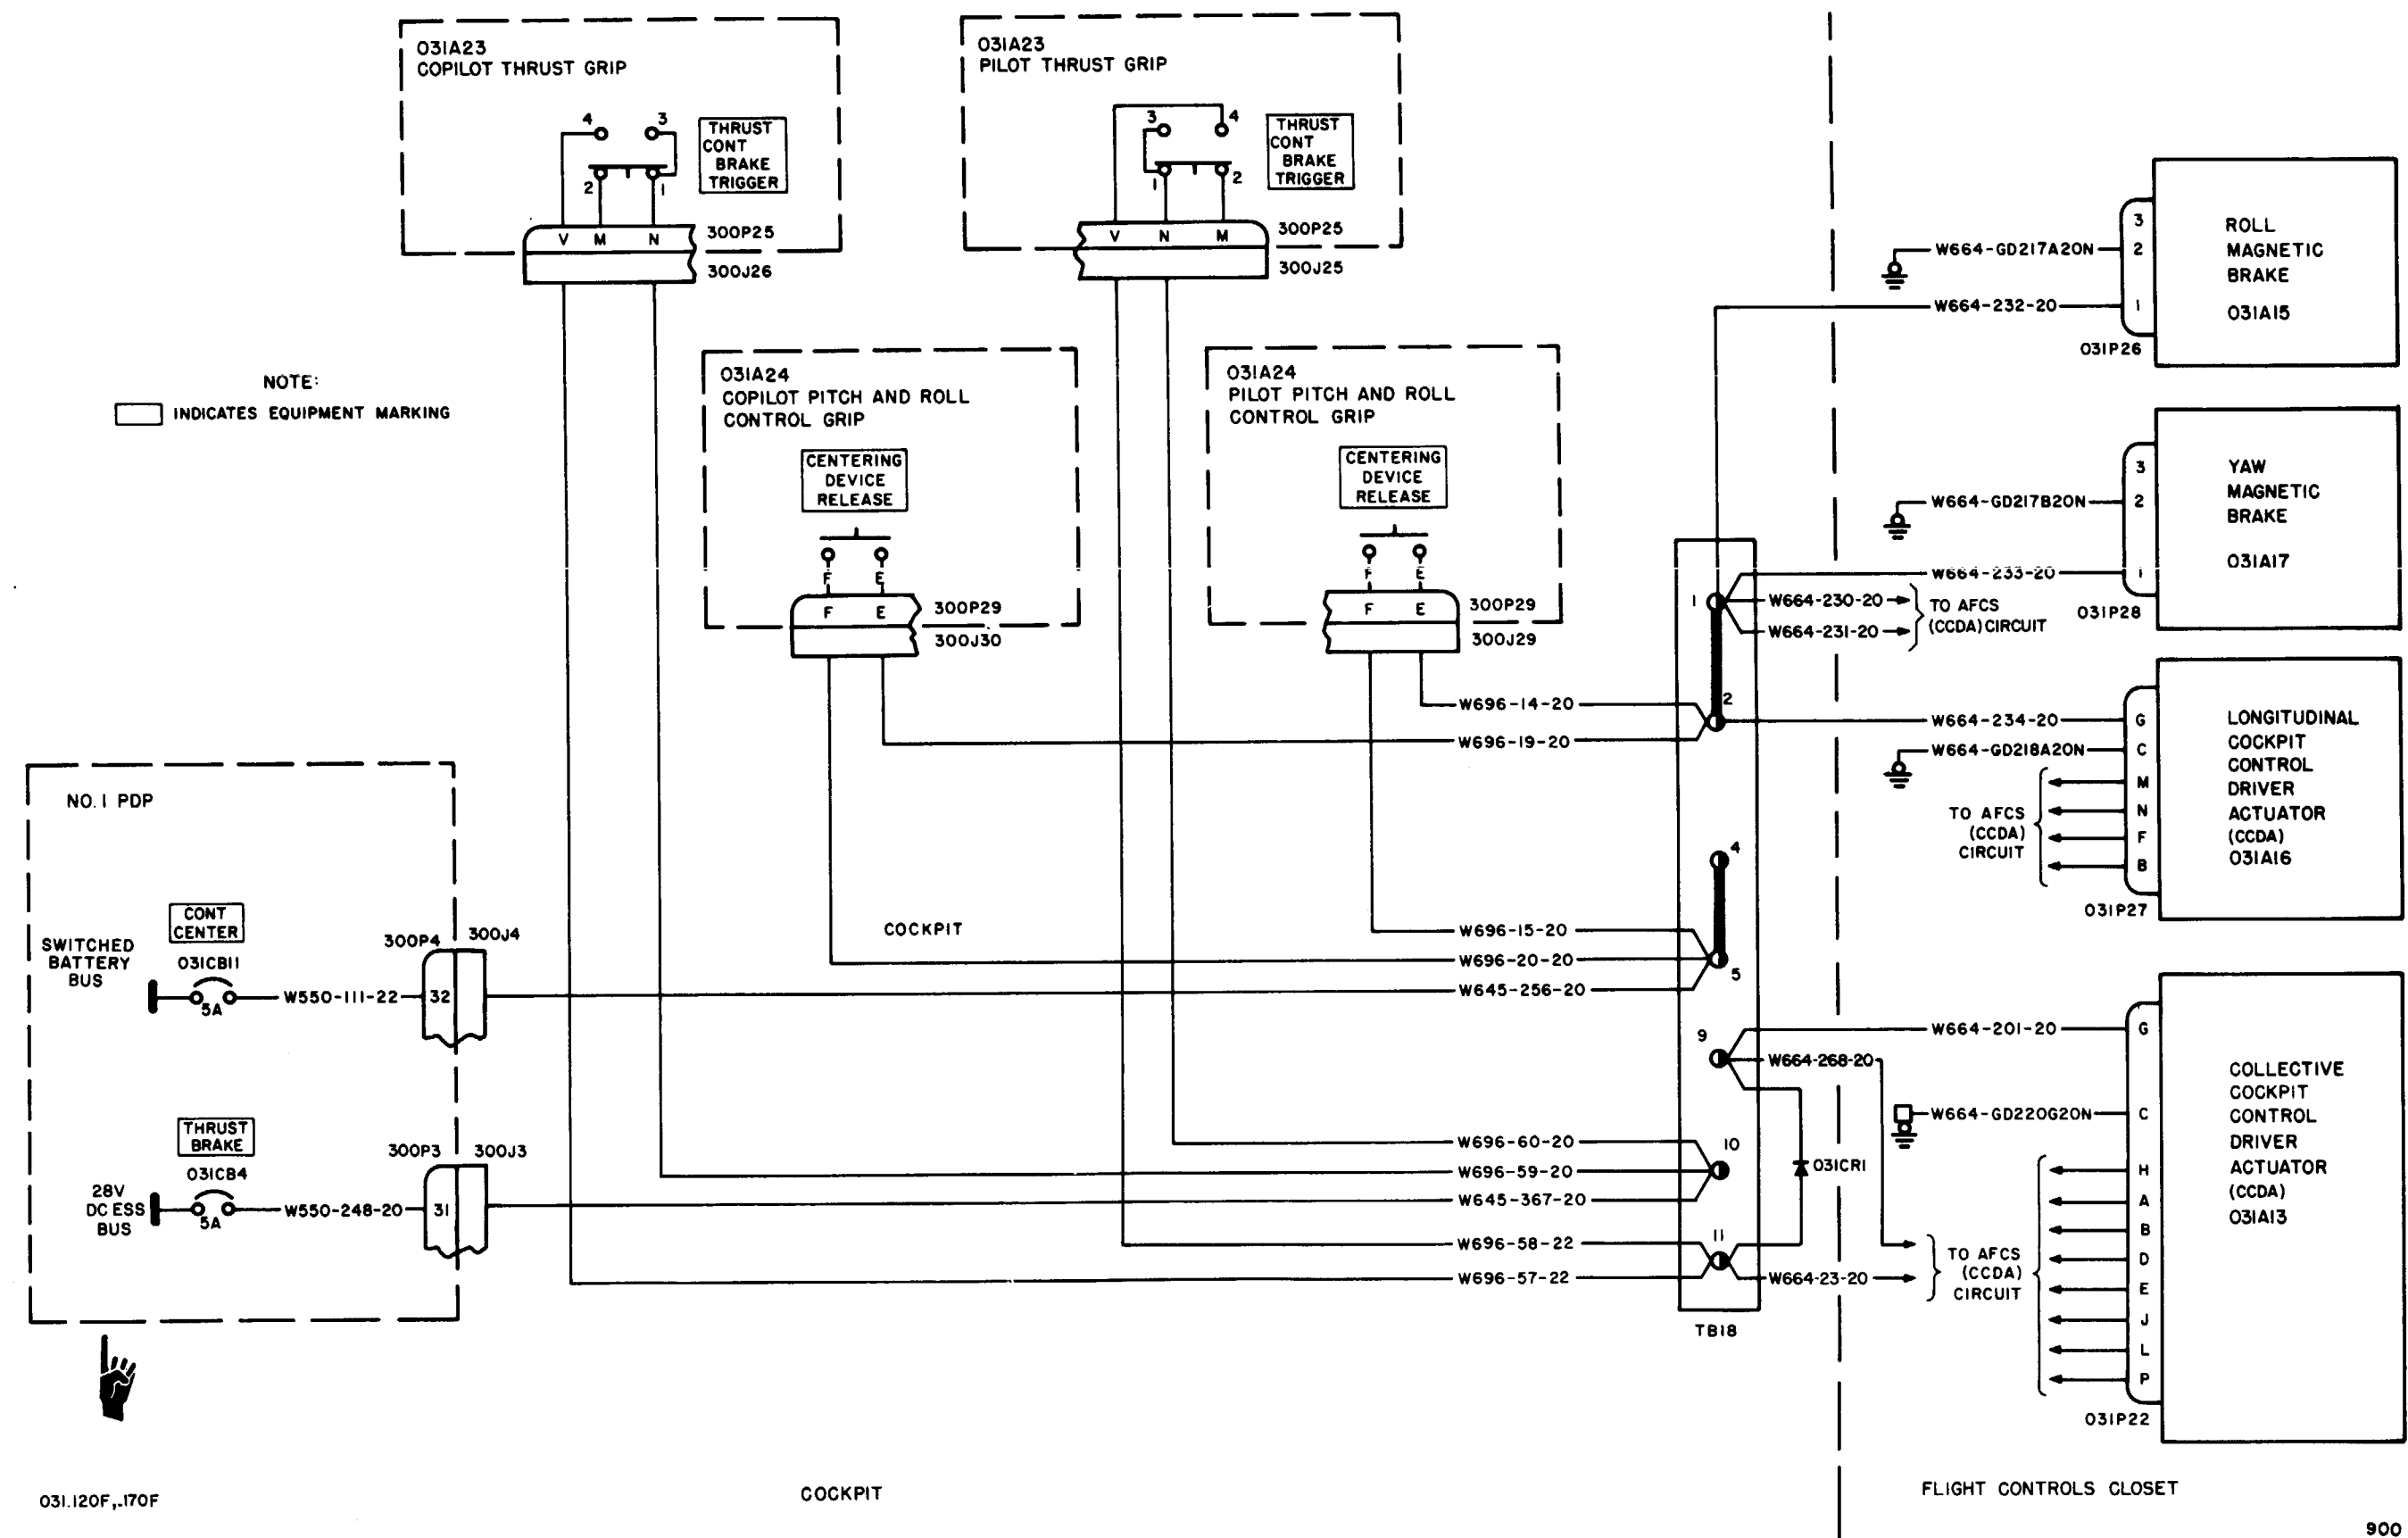 031A23
COPILOT THRUST GRIP
4
3
2
1
THRUST
CONT
BRAKE
TRIGGER
V M N
300P25
300J26
031A23
PILOT THRUST GRIP
3
4
1
2
THRUST
CONT
BRAKE
TRIGGER
V N M
300P25
300J25
NOTE:
INDICATES EQUIPMENT MARKING
031A24
COPILOT PITCH AND ROLL
CONTROL GRIP
CENTERING
DEVICE
RELEASE
F E
F E
300P29
300J30
031A24
PILOT PITCH AND ROLL
CONTROL GRIP
CENTERING
DEVICE
RELEASE
F E
F E
300P29
300J29
NO. 1 PDP
CONT
CENTER
SWITCHED
BATTERY
BUS
031CB11
5A
W550-111-22
300P4
300J4
32
THRUST
BRAKE
031CB4
28V
DC ESS
BUS
5A
W550-248-20
300P3
300J3
31
COCKPIT
W696-14-20
W696-19-20
W696-15-20
W696-20-20
W645-256-20
W696-60-20
W696-59-20
W645-367-20
W696-58-22
W696-57-22
1
2
4
5
9
10
11
TB18
W664-230-20
W664-231-20
TO AFCS
(CCDA) CIRCUIT
W664-268-20
031CR1
W664-23-20
TO AFCS
(CCDA)
CIRCUIT
W664-GD217A20N
W664-232-20
3
2
1
031P26
ROLL
MAGNETIC
BRAKE
031A15
W664-GD217B20N
W664-233-20
3
2
1
031P28
YAW
MAGNETIC
BRAKE
031A17
W664-234-20
W664-GD218A20N
TO AFCS
(CCDA)
CIRCUIT
G
C
M
N
F
B
031P27
LONGITUDINAL
COCKPIT
CONTROL
DRIVER
ACTUATOR
(CCDA)
031A16
W664-201-20
W664-GD220G20N
G
C
H
A
B
D
E
J
L
P
031P22
COLLECTIVE
COCKPIT
CONTROL
DRIVER
ACTUATOR
(CCDA)
031A13
031.120F,.170F
COCKPIT
FLIGHT CONTROLS CLOSET
900